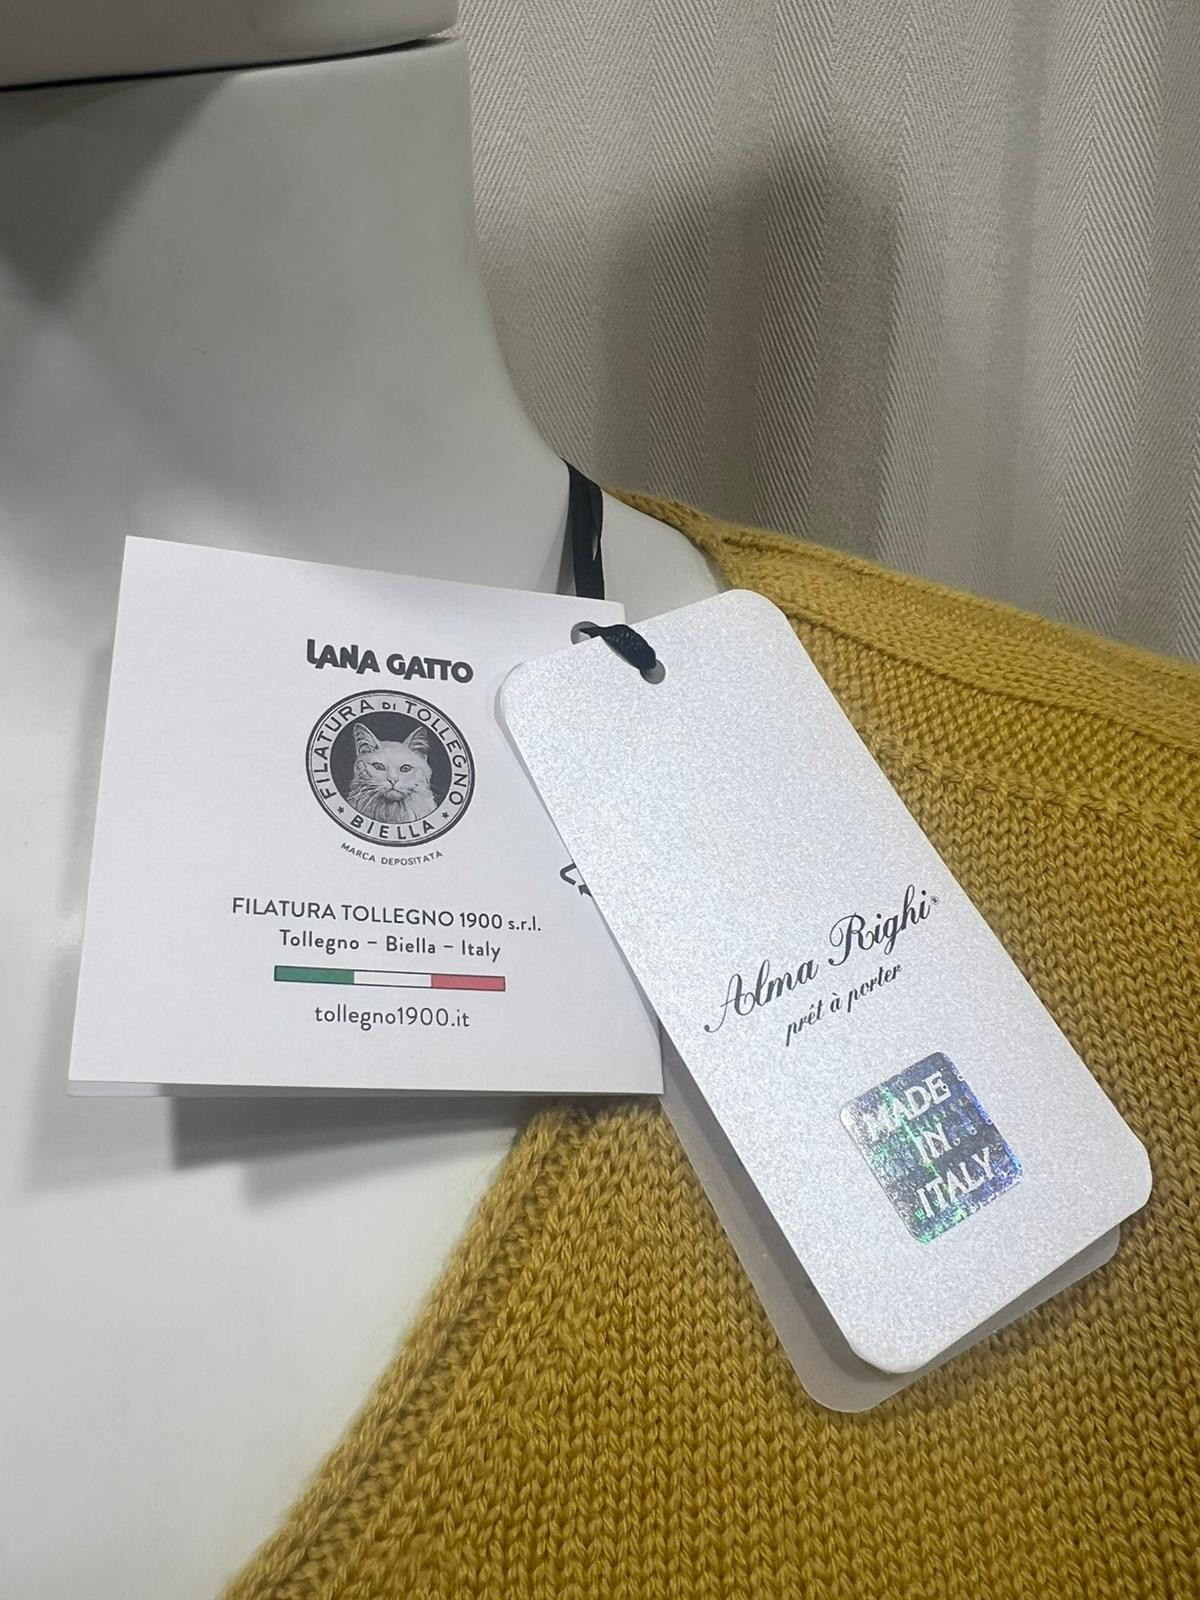 LANA GATTO
FILATURA DI TOLLEGNO
BIELLA
MARCA DEPOSITATA
FILATURA TOLLEGNO 1900 s.r.l.
Tollegno – Biella – Italy
tollegno1900.it
Alma Righi®
prêt à porter
MADE
IN
ITALY